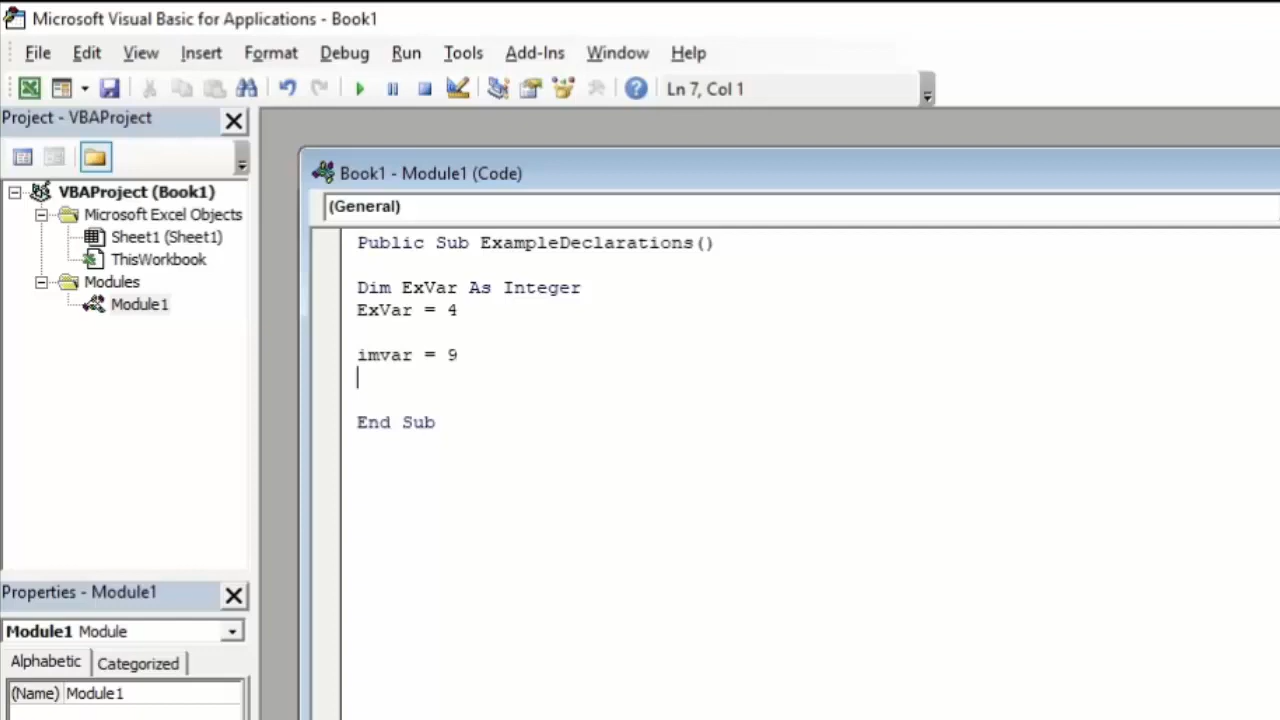 Microsoft Visual Basic for Applications - Book1
File Edit View Insert Format Debug Run Tools Add-Ins Window Help
Ln 7, Col 1
Project - VBAProject
VBAProject (Book1)
Microsoft Excel Objects
Sheet1 (Sheet1)
ThisWorkbook
Modules
Module1
Book1 - Module1 (Code)
(General)
Public Sub ExampleDeclarations()
Dim ExVar As Integer
ExVar = 4
imvar = 9
End Sub
Properties - Module1
Module1 Module
Alphabetic Categorized
(Name) Module1